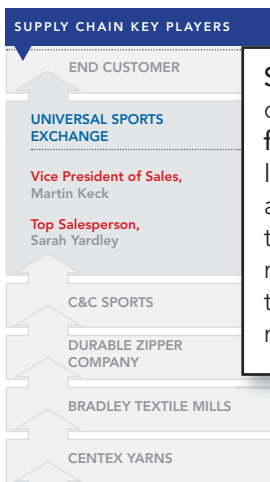 SUPPLY CHAIN KEY PLAYERS
END CUSTOMER
UNIVERSAL SPORTS
EXCHANGE
Vice President of Sales,
Martin Keck
Top Salesperson,
Sarah Yardley
C&C SPORTS
DURABLE ZIPPER
COMPANY
BRADLEY TEXTILE MILLS
CENTEX YARNS